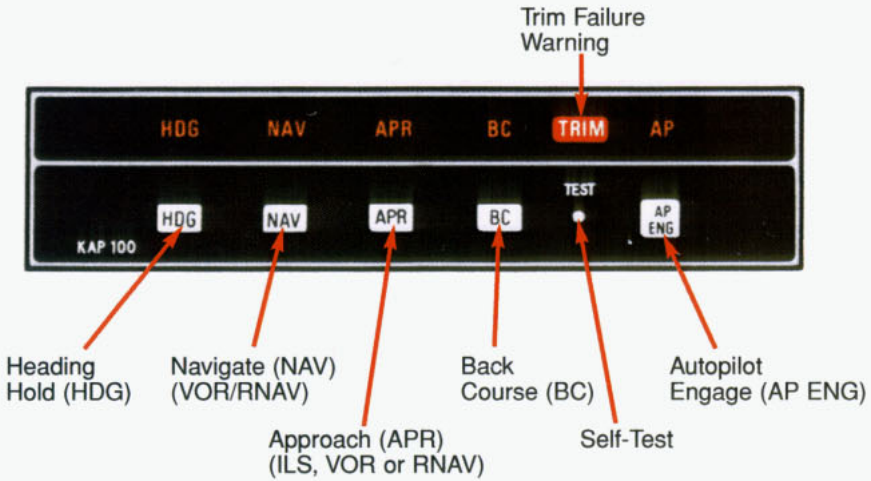 Trim Failure
Warning
HDG NAV APR BC TRIM AP
TEST
HDG NAV APR BC AP
ENG
KAP 100
Heading
Hold (HDG)
Navigate (NAV)
(VOR/RNAV)
Approach (APR)
(ILS, VOR or RNAV)
Back
Course (BC)
Self-Test
Autopilot
Engage (AP ENG)